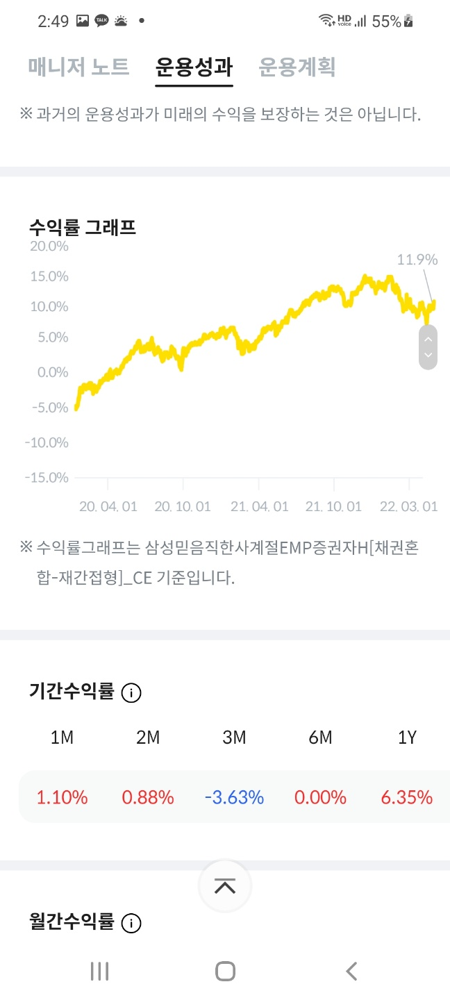 2:49 TALK HD voice 55%
매니저 노트 운용성과 운용계획
※ 과거의 운용성과가 미래의 수익을 보장하는 것은 아닙니다.
수익률 그래프
20.0%
11.9%
15.0%
10.0%
5.0%
0.0%
-5.0%
-10.0%
-15.0%
20. 04. 01 20. 10. 01 21. 04. 01 21. 10. 01 22. 03. 01
※ 수익률그래프는 삼성믿음직한사계절EMP증권자H[채권혼
합-재간접형]_CE 기준입니다.
기간수익률 i
1M 2M 3M 6M 1Y
1.10% 0.88% -3.63% 0.00% 6.35%
월간수익률 i